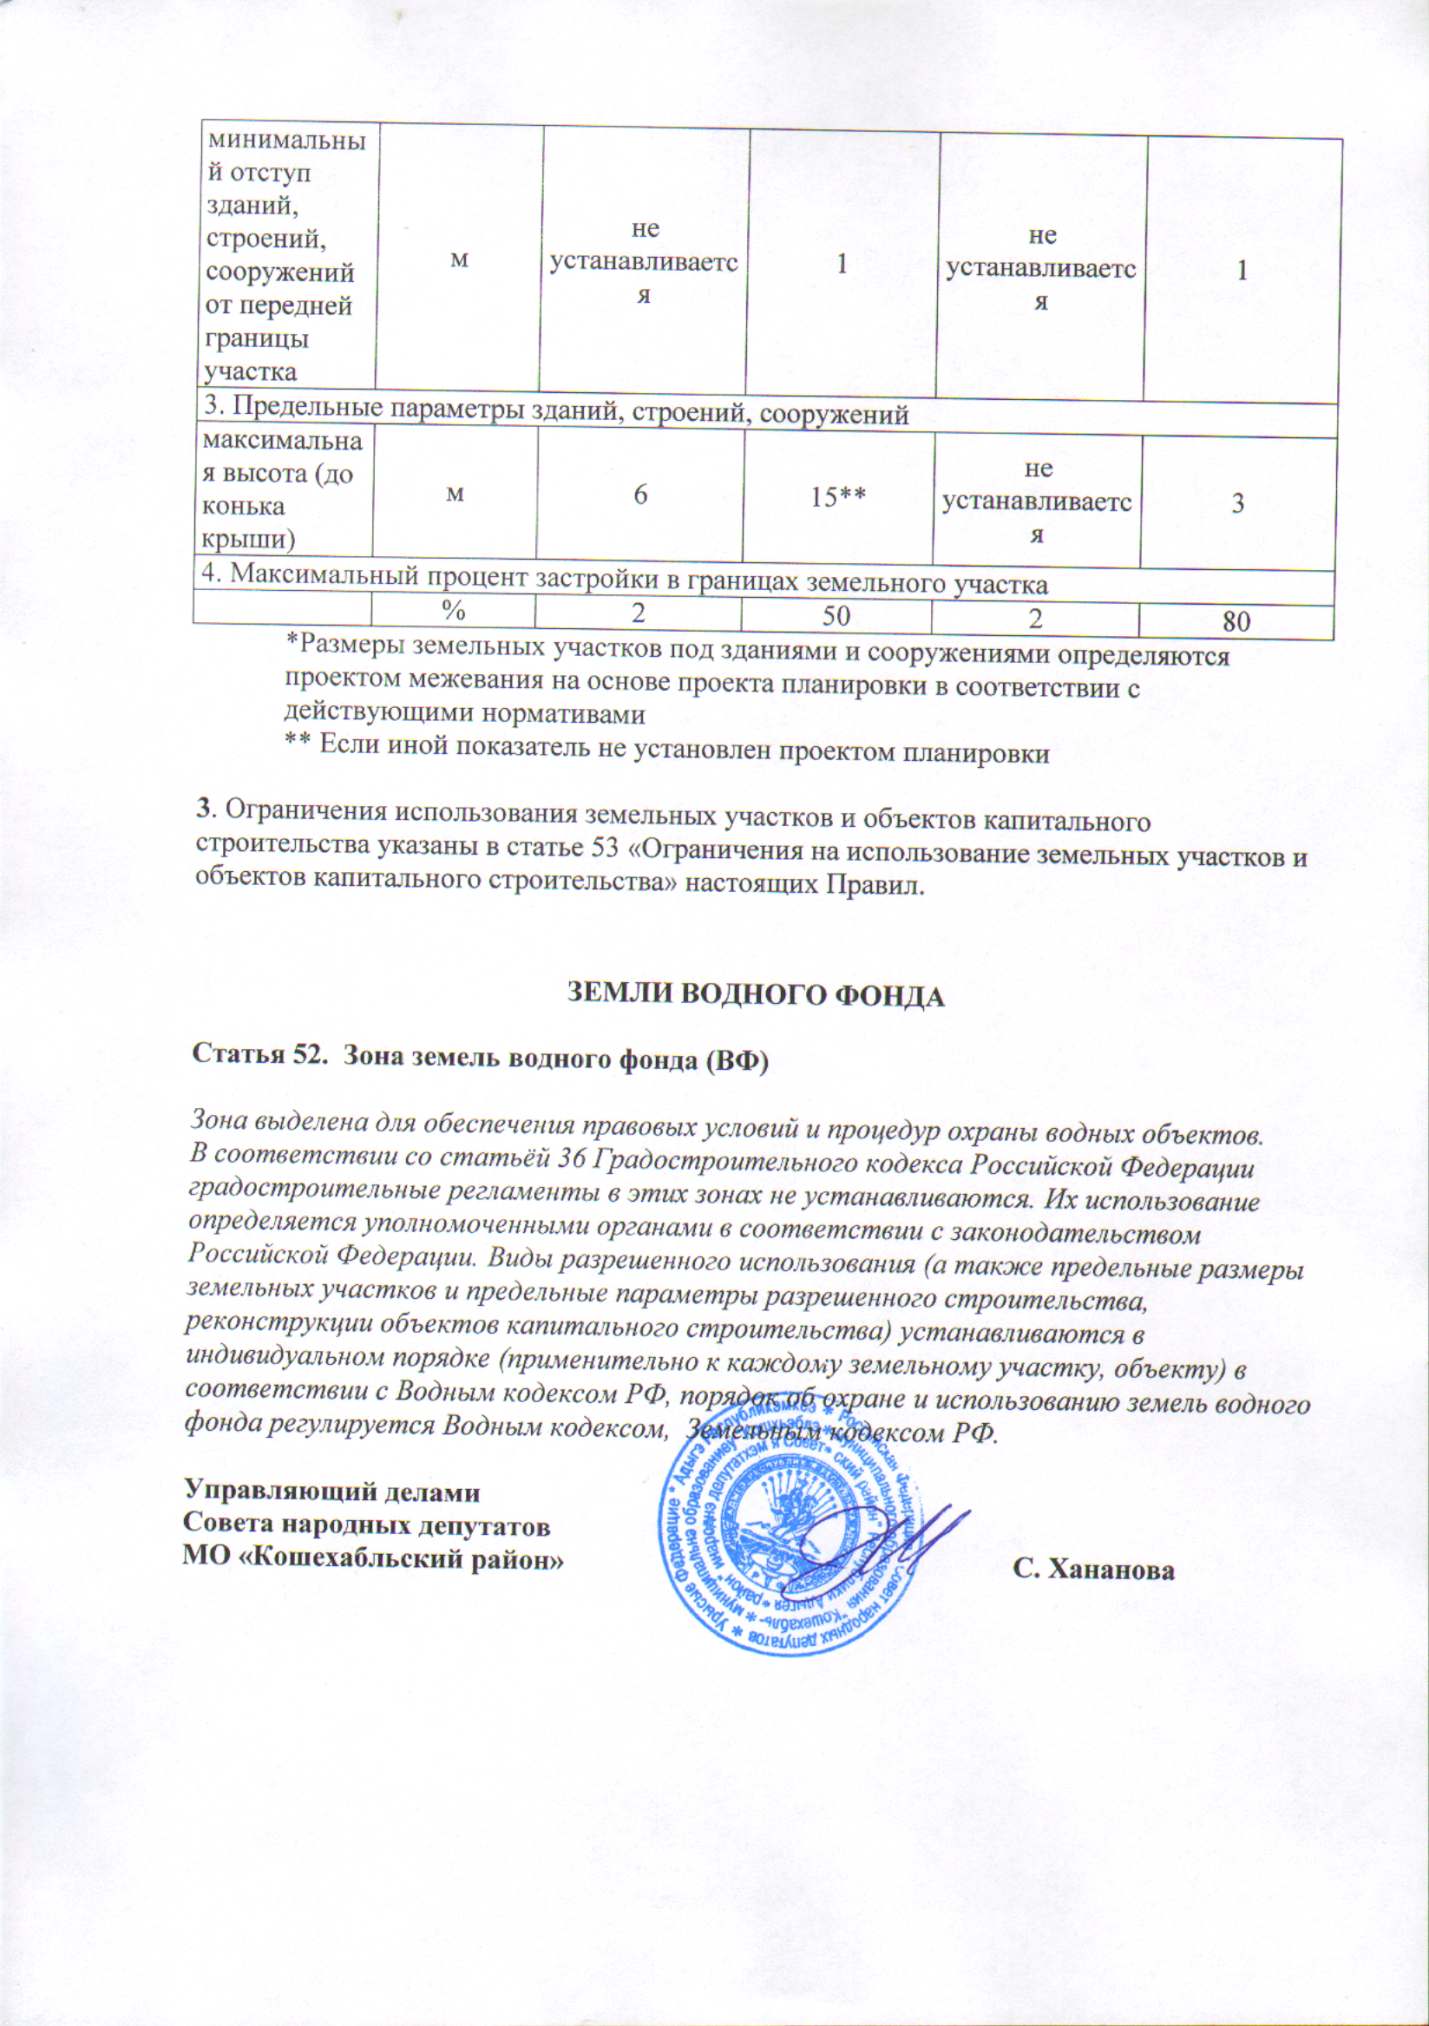 минимальны
й отступ
зданий,
строений,
сооружений
от передней
границы
участка
м
не
устанавливаетс
я
1
не
устанавливаетс
я
1
3. Предельные параметры зданий, строений, сооружений
максимальна
я высота (до
конька
крыши)
м
6
15**
не
устанавливаетс
я
3
4. Максимальный процент застройки в границах земельного участка
% 2 50 2 80
*Размеры земельных участков под зданиями и сооружениями определяются
проектом межевания на основе проекта планировки в соответствии с
действующими нормативами
** Если иной показатель не установлен проектом планировки
3. Ограничения использования земельных участков и объектов капитального
строительства указаны в статье 53 «Ограничения на использование земельных участков и
объектов капитального строительства» настоящих Правил.
ЗЕМЛИ ВОДНОГО ФОНДА
Статья 52. Зона земель водного фонда (ВФ)
Зона выделена для обеспечения правовых условий и процедур охраны водных объектов.
В соответствии со статьёй 36 Градостроительного кодекса Российской Федерации
градостроительные регламенты в этих зонах не устанавливаются. Их использование
определяется уполномоченными органами в соответствии с законодательством
Российской Федерации. Виды разрешенного использования (а также предельные размеры
земельных участков и предельные параметры разрешенного строительства,
реконструкции объектов капитального строительства) устанавливаются в
индивидуальном порядке (применительно к каждому земельному участку, объекту) в
соответствии с Водным кодексом РФ, порядок об охране и использованию земель водного
фонда регулируется Водным кодексом, Земельным кодексом РФ.
Управляющий делами
Совета народных депутатов
МО «Кошехабльский район»
С. Хананова